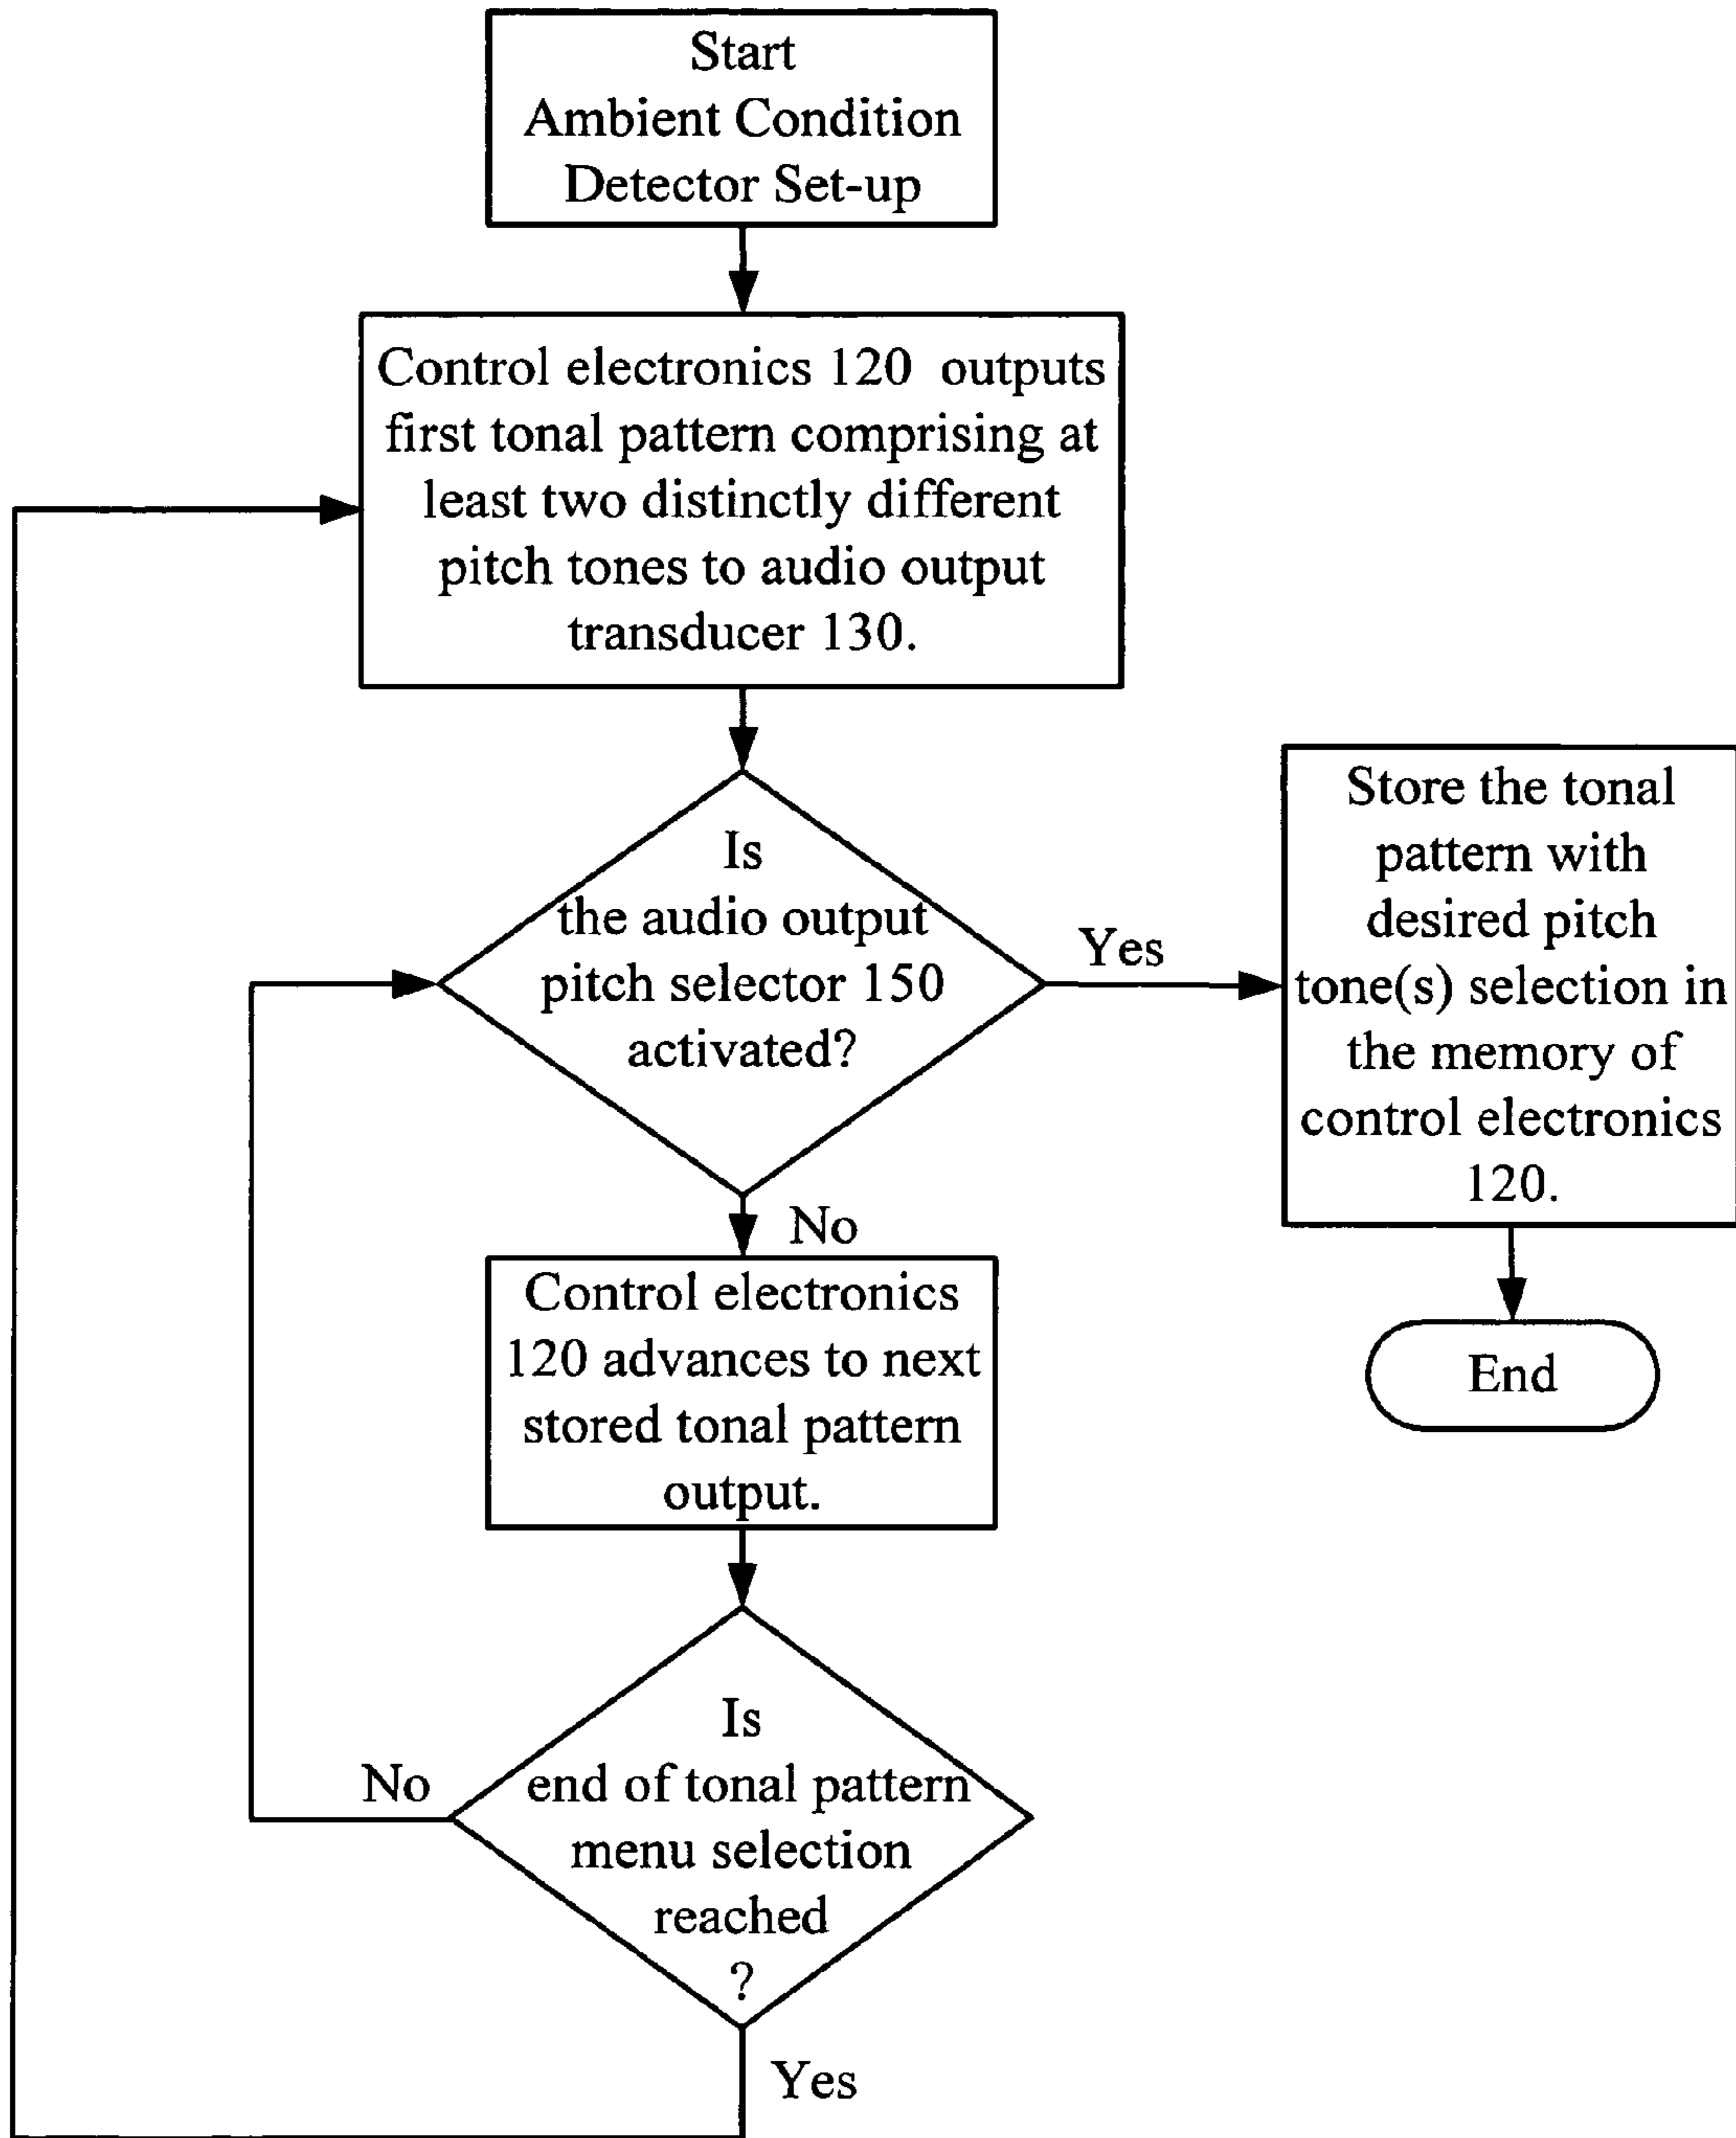 Start
Ambient Condition
Detector Set-up
Control electronics 120 outputs
first tonal pattern comprising at
least two distinctly different
pitch tones to audio output
transducer 130.
Is
the audio output
pitch selector 150
activated?
Yes
Store the tonal
pattern with
desired pitch
tone(s) selection in
the memory of
control electronics
120.
End
No
Control electronics
120 advances to next
stored tonal pattern
output.
Is
end of tonal pattern
menu selection
reached
?
No
Yes